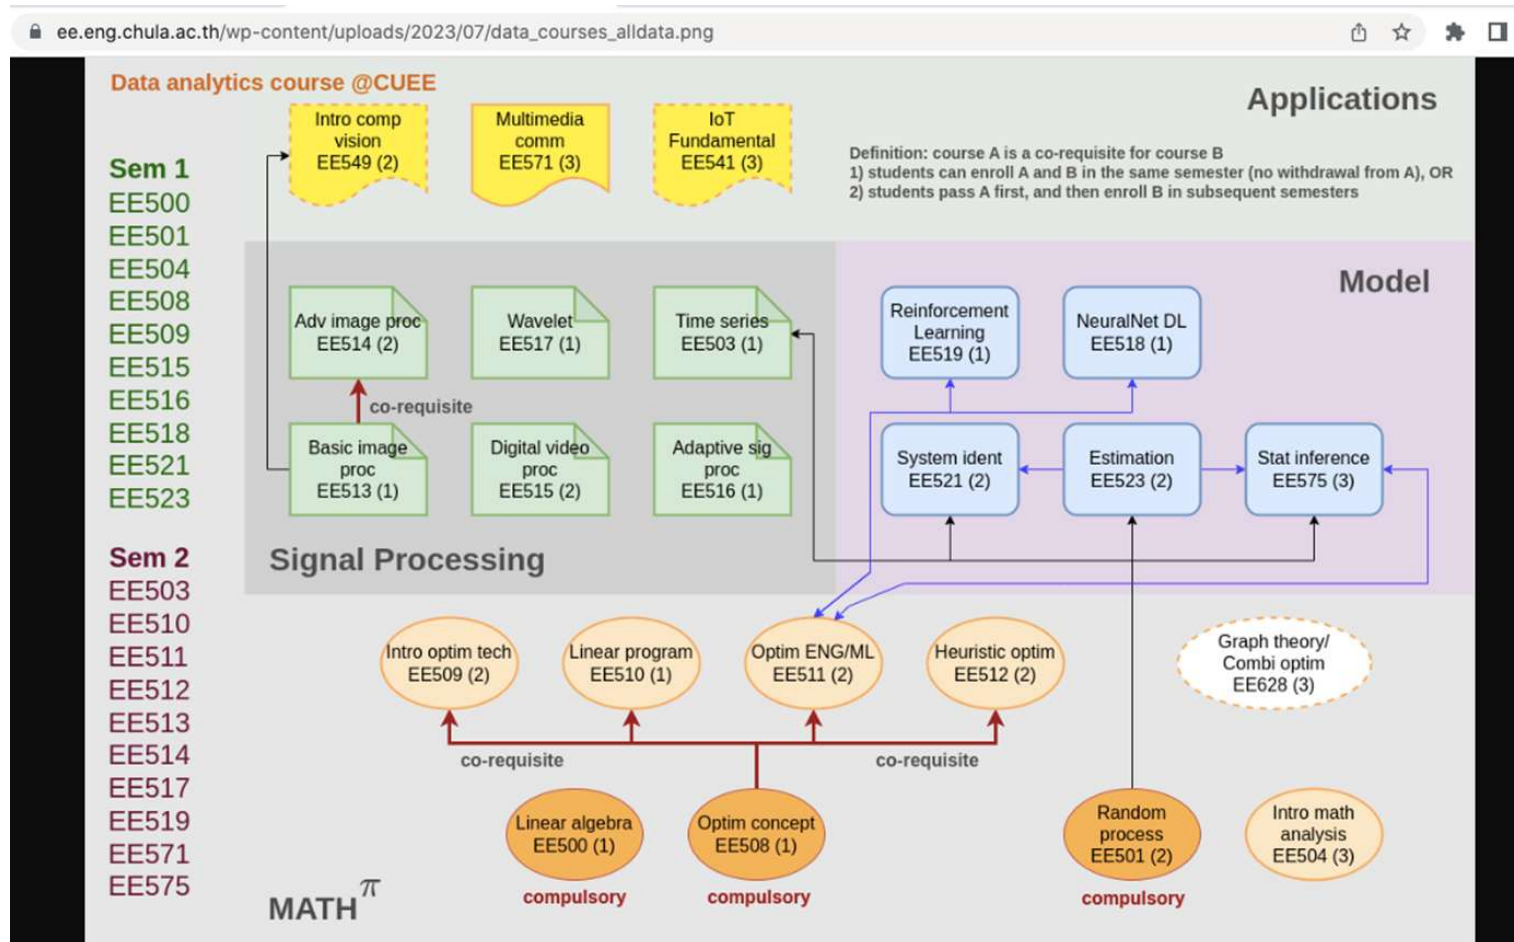 ee.eng.chula.ac.th/wp-content/uploads/2023/07/data_courses_alldata.png
Data analytics course @CUEE
Applications
Intro comp
vision
EE549 (2)
Multimedia
comm
EE571 (3)
IoT
Fundamental
EE541 (3)
Definition: course A is a co-requisite for course B
1) students can enroll A and B in the same semester (no withdrawal from A), OR
2) students pass A first, and then enroll B in subsequent semesters
Sem 1
EE500
EE501
EE504
EE508
EE509
EE515
EE516
EE518
EE521
EE523
Sem 2
EE503
EE510
EE511
EE512
EE513
EE514
EE517
EE519
EE571
EE575
Model
Adv image proc
EE514 (2)
Wavelet
EE517 (1)
Time series
EE503 (1)
Reinforcement
Learning
EE519 (1)
NeuralNet DL
EE518 (1)
co-requisite
Basic image
proc
EE513 (1)
Digital video
proc
EE515 (2)
Adaptive sig
proc
EE516 (1)
System ident
EE521 (2)
Estimation
EE523 (2)
Stat inference
EE575 (3)
Signal Processing
Intro optim tech
EE509 (2)
Linear program
EE510 (1)
Optim ENG/ML
EE511 (2)
Heuristic optim
EE512 (2)
Graph theory/
Combi optim
EE628 (3)
co-requisite
co-requisite
Linear algebra
EE500 (1)
compulsory
Optim concept
EE508 (1)
compulsory
Random
process
EE501 (2)
compulsory
Intro math
analysis
EE504 (3)
MATH π